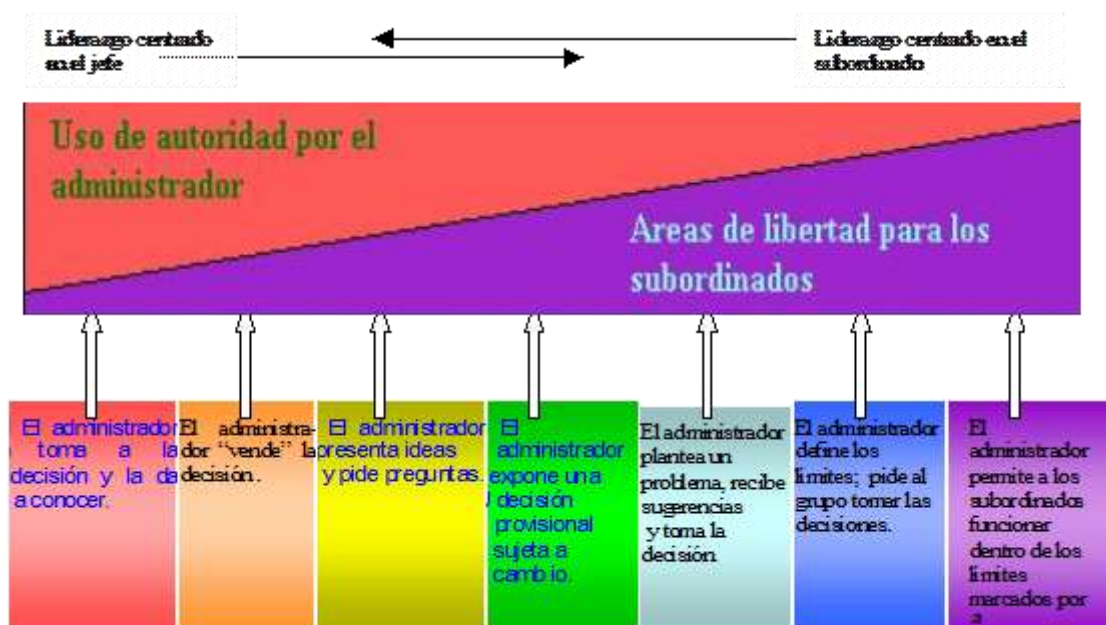 Liderazgo centrado
en el jefe
Liderazgo centrado en el
subordinado
Uso de autoridad por el
administrador
Areas de libertad para los
subordinados
El administrador
toma a la
decisión y la da
a conocer.
El administra-
dor “vende” la
decisión.
El administrador
presenta ideas
y pide preguntas.
El
administrador
expone una
decisión
provisional
sujeta a
cambio.
El administrador
plantea un
problema, recibe
sugerencias
y toma la
decisión
El administrador
define los
límites; pide al
grupo tomar las
decisiones.
El
administrador
permite a los
subordinados
funcionar
dentro de los
límites
marcados por